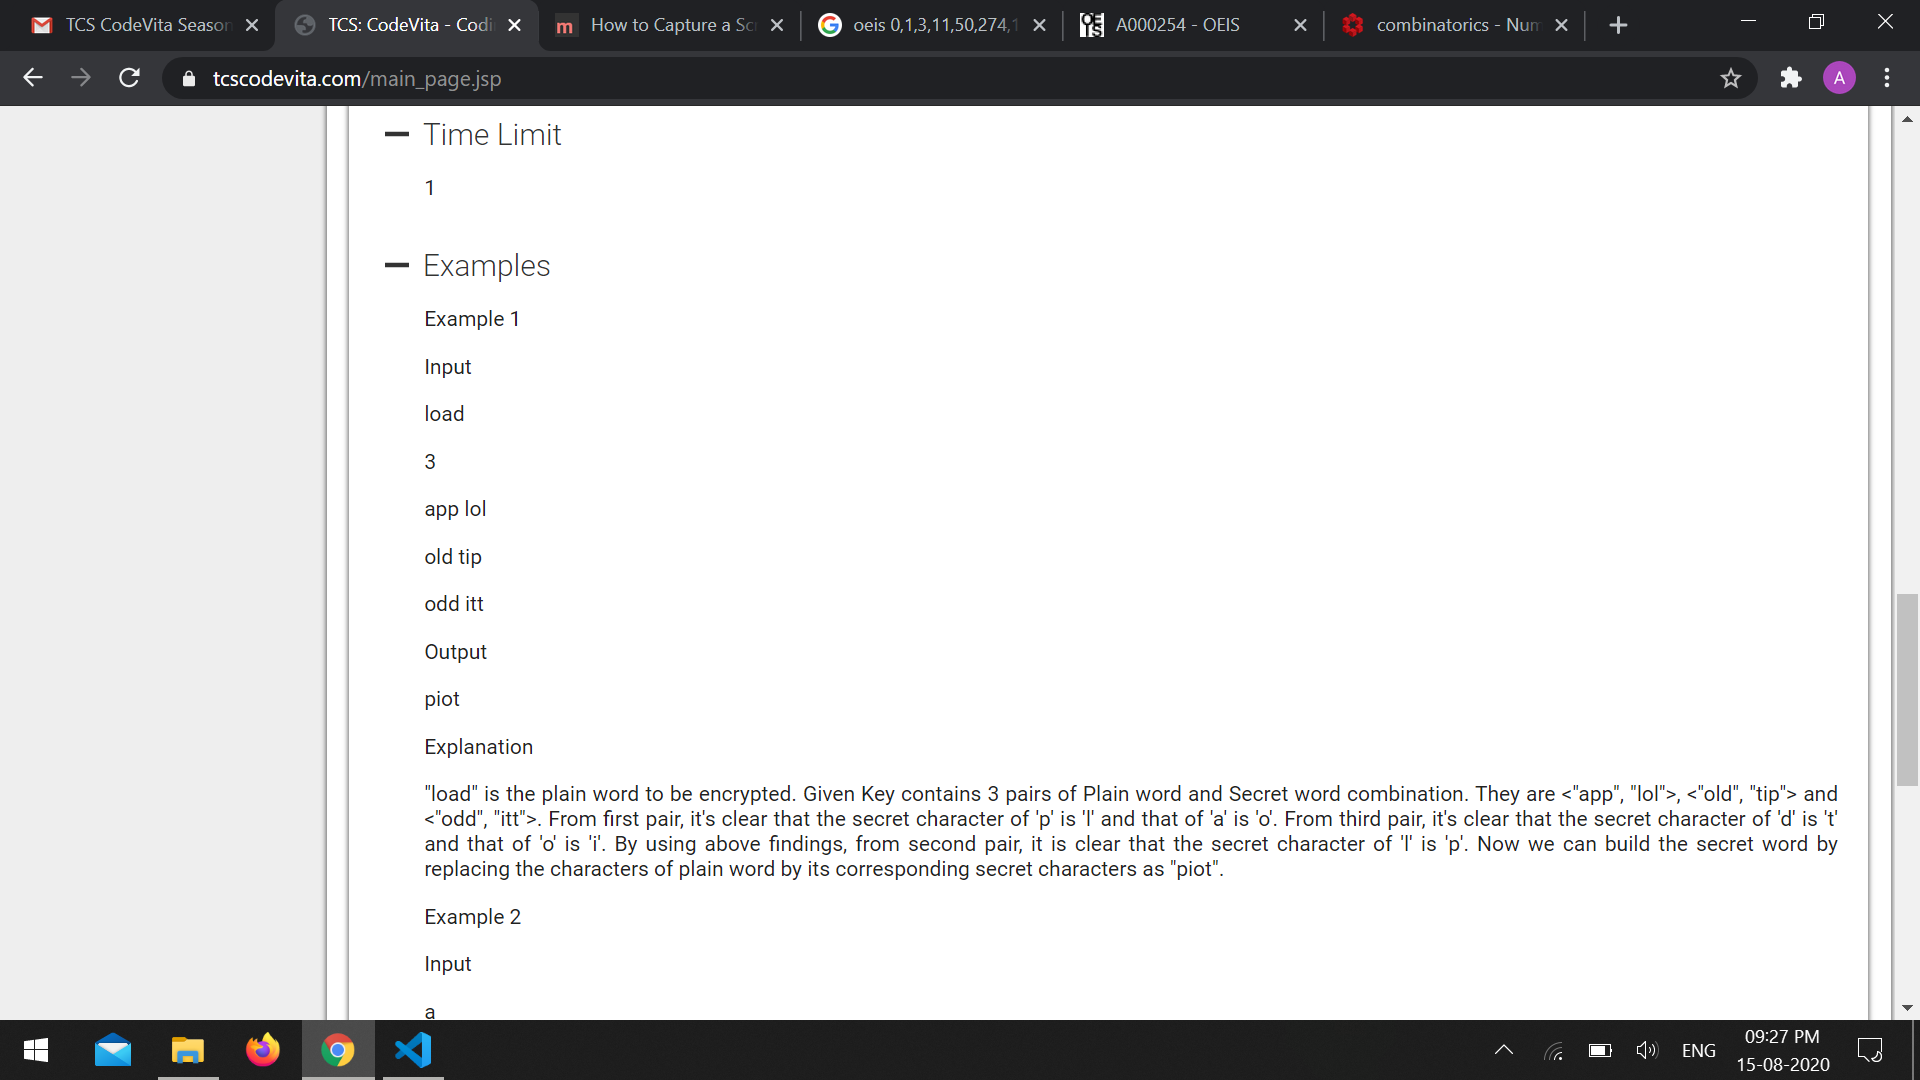 TCS CodeVita Season
TCS: CodeVita - Codi
m How to Capture a Sc
oeis 0,1,3,11,50,274,1
A000254 - OEIS
combinatorics - Num
tcscodevita.com/main_page.jsp
A
Time Limit
1
Examples
Example 1
Input
load
3
app lol
old tip
odd itt
Output
piot
Explanation
"load" is the plain word to be encrypted. Given Key contains 3 pairs of Plain word and Secret word combination. They are <"app", "lol">, <"old", "tip"> and
<"odd", "itt">. From first pair, it's clear that the secret character of 'p' is 'l' and that of 'a' is 'o'. From third pair, it's clear that the secret character of 'd' is 't'
and that of 'o' is 'i'. By using above findings, from second pair, it is clear that the secret character of 'l' is 'p'. Now we can build the secret word by
replacing the characters of plain word by its corresponding secret characters as "piot".
Example 2
Input
a
ENG
09:27 PM
15-08-2020